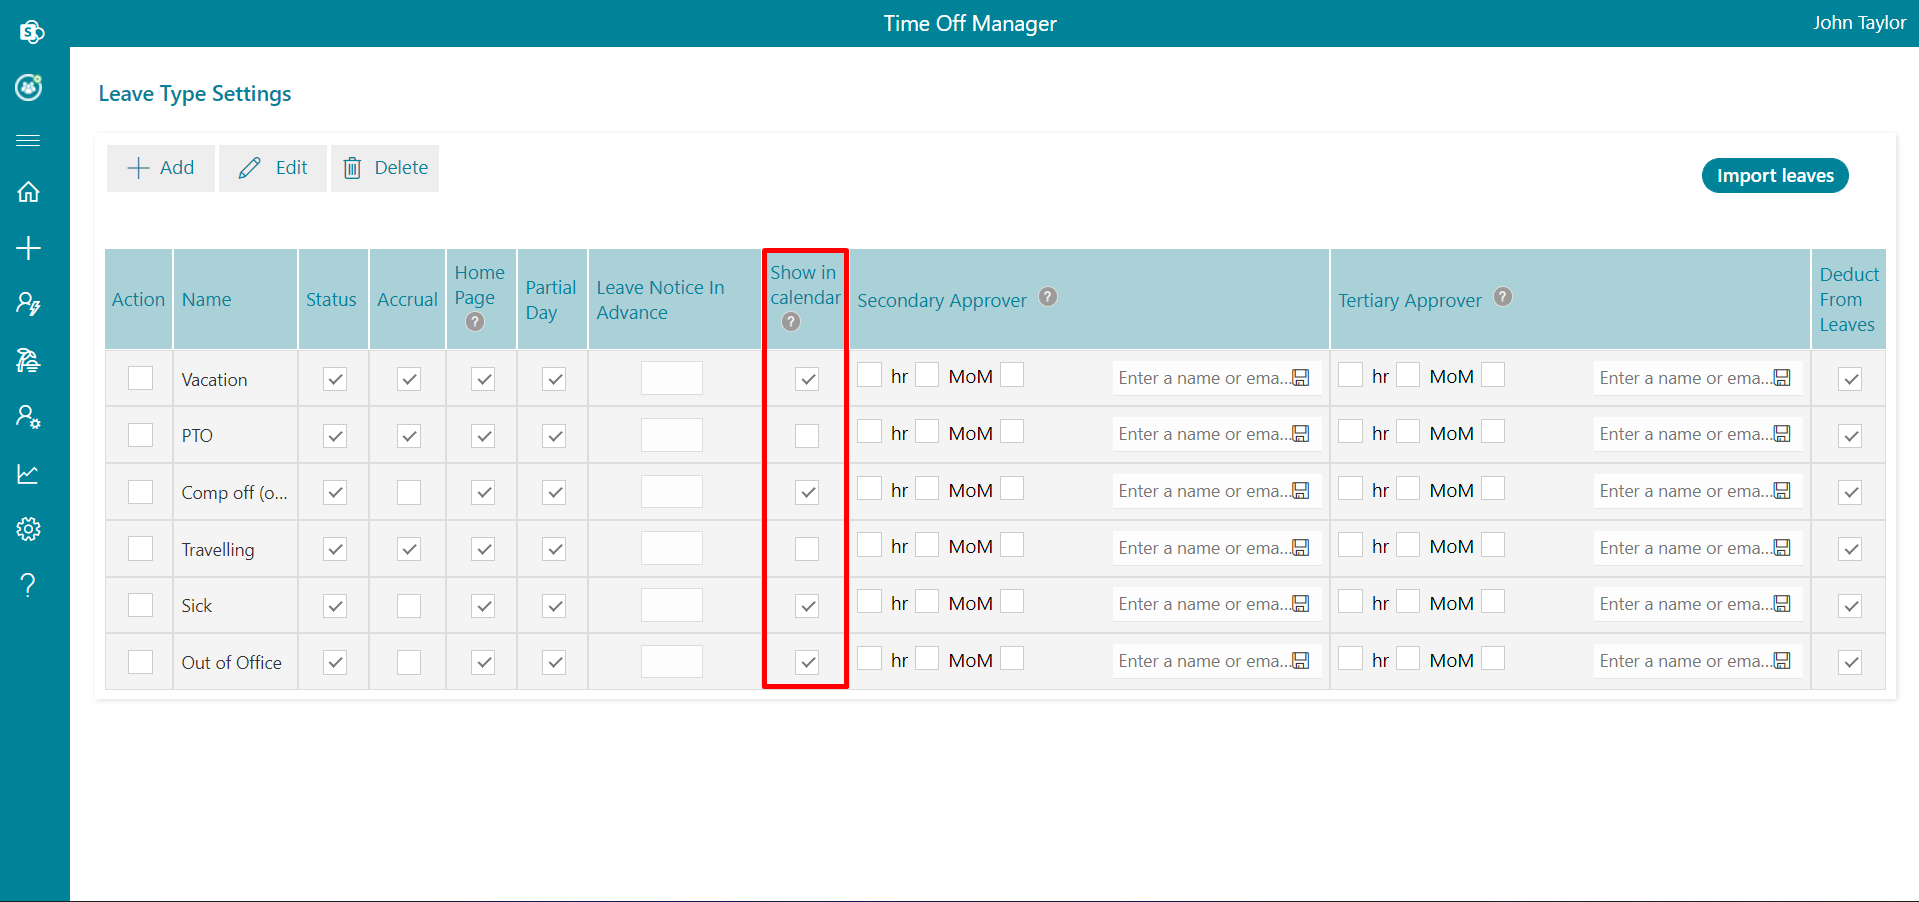 S
Time Off Manager
John Taylor
Leave Type Settings
Add
Edit
Delete
Import leaves
Action
Name
Status
Accrual
Home
Page
?
Partial
Day
Leave Notice In
Advance
Show in
calendar
?
Secondary Approver ?
Tertiary Approver ?
Deduct
From
Leaves
Vacation hr MoM Enter a name or ema... hr MoM Enter a name or ema...
PTO hr MoM Enter a name or ema... hr MoM Enter a name or ema...
Comp off (o... hr MoM Enter a name or ema... hr MoM Enter a name or ema...
Travelling hr MoM Enter a name or ema... hr MoM Enter a name or ema...
Sick hr MoM Enter a name or ema... hr MoM Enter a name or ema...
Out of Office hr MoM Enter a name or ema... hr MoM Enter a name or ema...
?